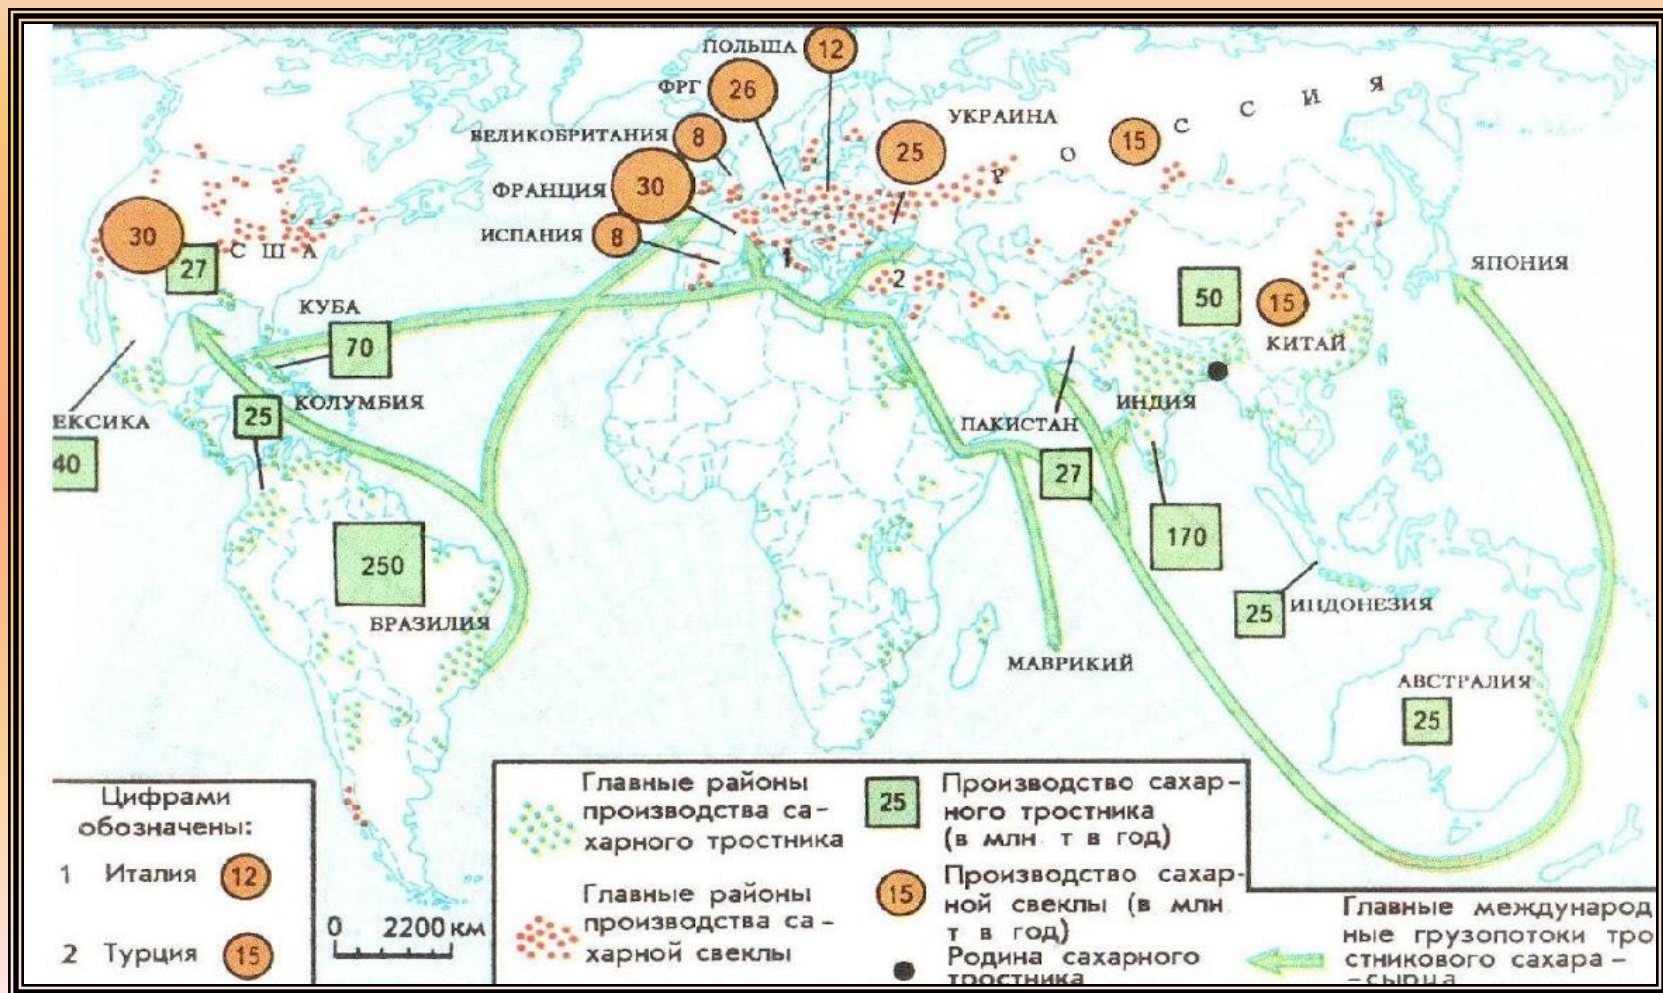 ПОЛЬША
12
ФРГ
26
ВЕЛИКОБРИТАНИЯ
8
ФРАНЦИЯ
30
ИСПАНИЯ
8
УКРАИНА
25
Р О С С И Я
15
1
2
30
27
С Ш А
КУБА
70
КОЛУМБИЯ
25
ЕКСИКА
40
250
БРАЗИЛИЯ
ЯПОНИЯ
50
15
КИТАЙ
ИНДИЯ
ПАКИСТАН
27
170
25
ИНДОНЕЗИЯ
МАВРИКИЙ
АВСТРАЛИЯ
25
Цифрами
обозначены:
1 Италия 12
2 Турция 15
0 2200 км
Главные районы
производства са-
харного тростника
Главные районы
производства са-
харной свеклы
25
Производство сахар-
ного тростника
(в млн т в год)
15
Производство сахар-
ной свеклы (в млн
т в год)
Родина сахарного
тростника
Главные международ
ные грузопотоки тро
стникового сахара-
-сырца